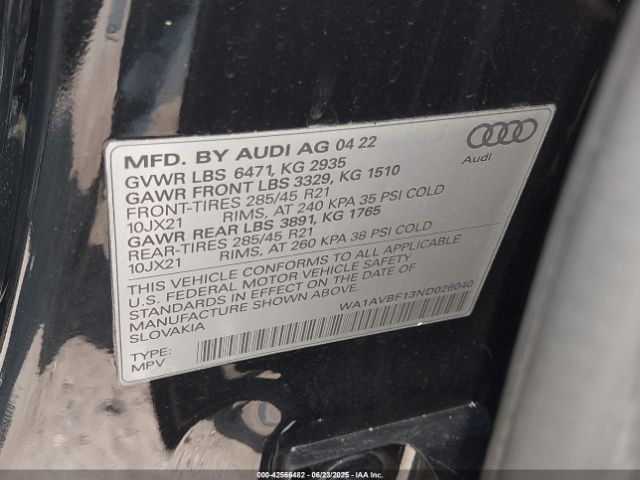 MFD. BY AUDI AG 04 22
GVWR LBS 6471, KG 2935
GAWR FRONT LBS 3329, KG 1510
FRONT-TIRES 285/45 R21
10JX21 RIMS, AT 240 KPA 35 PSI COLD
GAWR REAR LBS 3891, KG 1765
REAR-TIRES 285/45 R21
10JX21 RIMS, AT 260 KPA 38 PSI COLD
THIS VEHICLE CONFORMS TO ALL APPLICABLE
U.S. FEDERAL MOTOR VEHICLE SAFETY
STANDARDS IN EFFECT ON THE DATE OF
MANUFACTURE SHOWN ABOVE.
SLOVAKIA
WA1AVBF13ND026040
TYPE:
MPV
Audi
000-42566482 - 06/23/2025 - IAA Inc.